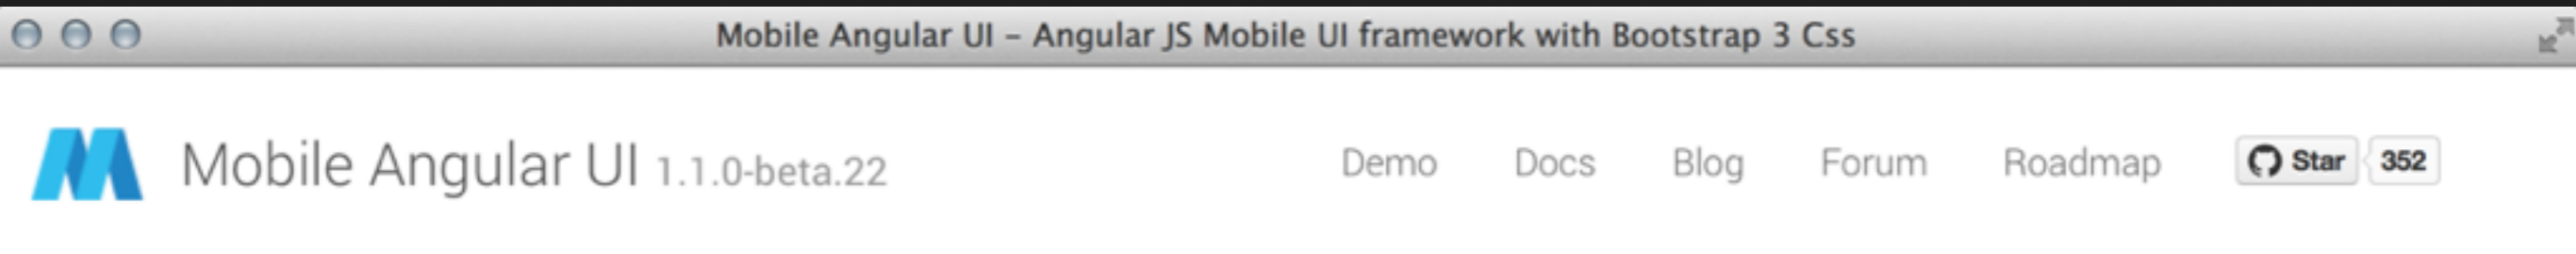 Mobile Angular UI – Angular JS Mobile UI framework with Bootstrap 3 Css
Mobile Angular UI 1.1.0-beta.22 Demo Docs Blog Forum Roadmap Star 352